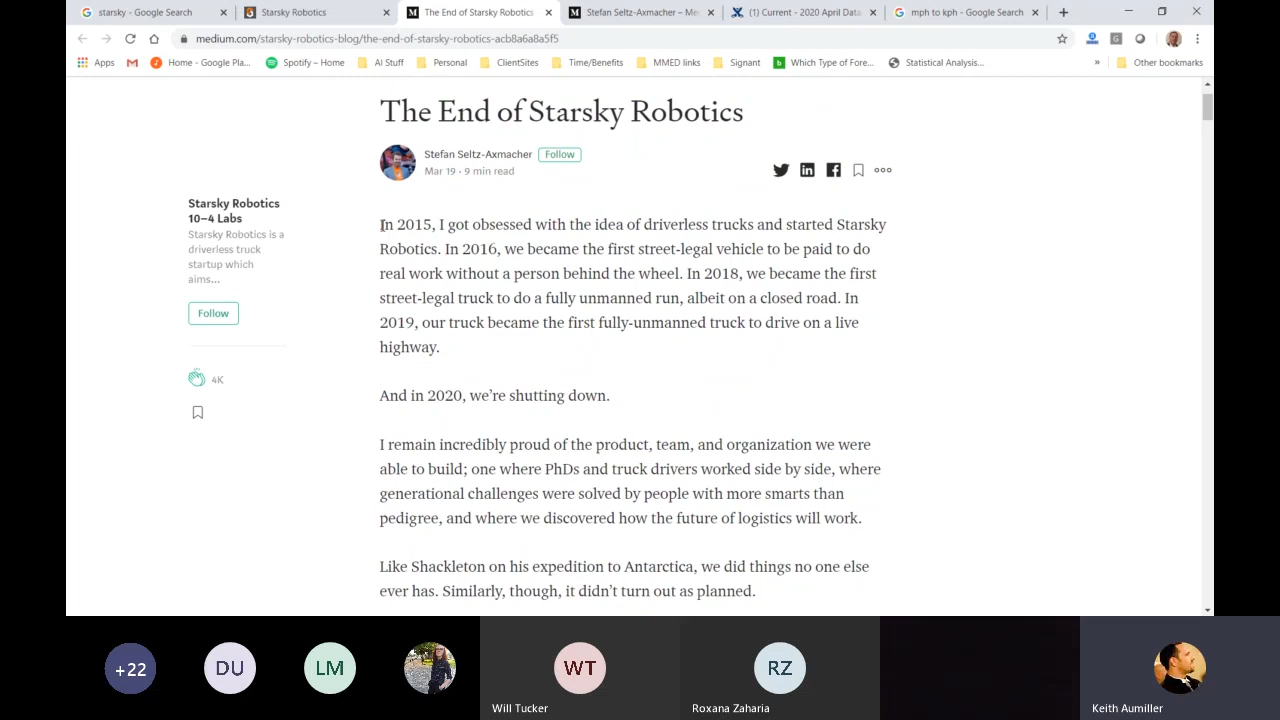 starsky - Google Search
Starsky Robotics
The End of Starsky Robotics
Stefan Seltz-Axmacher – Me
(1) Current - 2020 April Data
mph to kph - Google Search
medium.com/starsky-robotics-blog/the-end-of-starsky-robotics-acb8a6a8a5f5
Apps
Home - Google Pla...
Spotify – Home
AI Stuff
Personal
ClientSites
Time/Benefits
MMED links
Signant
Which Type of Fore...
Statistical Analysis...
»
Other bookmarks
The End of Starsky Robotics
Stefan Seltz-Axmacher
Follow
Mar 19 · 9 min read
Starsky Robotics
10–4 Labs
Starsky Robotics is a
driverless truck
startup which
aims...
Follow
4K
In 2015, I got obsessed with the idea of driverless trucks and started Starsky
Robotics. In 2016, we became the first street-legal vehicle to be paid to do
real work without a person behind the wheel. In 2018, we became the first
street-legal truck to do a fully unmanned run, albeit on a closed road. In
2019, our truck became the first fully-unmanned truck to drive on a live
highway.
And in 2020, we’re shutting down.
I remain incredibly proud of the product, team, and organization we were
able to build; one where PhDs and truck drivers worked side by side, where
generational challenges were solved by people with more smarts than
pedigree, and where we discovered how the future of logistics will work.
Like Shackleton on his expedition to Antarctica, we did things no one else
ever has. Similarly, though, it didn’t turn out as planned.
+22
DU
LM
WT
RZ
Will Tucker
Roxana Zaharia
Keith Aumiller